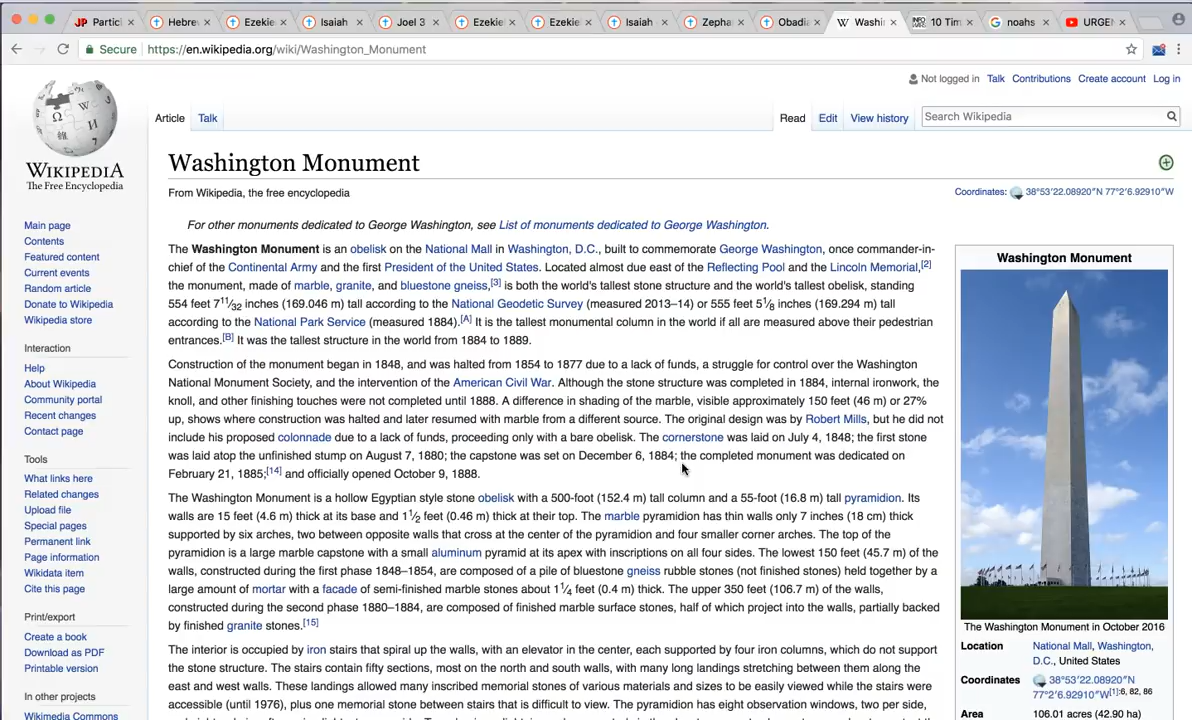 JP Particl × Hebre × Ezekie × Isaiah × Joel 3 × Ezekie × Ezekie × Isaiah × Zepha × Obadi × W Washin × INFO WARS 10 Tim × G noahs × URGEN ×
Secure https://en.wikipedia.org/wiki/Washington_Monument
Not logged in Talk Contributions Create account Log in
Article Talk Read Edit View history Search Wikipedia
WIKIPEDIA
The Free Encyclopedia
Main page
Contents
Featured content
Current events
Random article
Donate to Wikipedia
Wikipedia store
Interaction
Help
About Wikipedia
Community portal
Recent changes
Contact page
Tools
What links here
Related changes
Upload file
Special pages
Permanent link
Page information
Wikidata item
Cite this page
Print/export
Create a book
Download as PDF
Printable version
In other projects
Wikimedia Commons
Washington Monument
From Wikipedia, the free encyclopedia
Coordinates: 38°53′22.08920″N 77°2′6.92910″W
For other monuments dedicated to George Washington, see List of monuments dedicated to George Washington.
The Washington Monument is an obelisk on the National Mall in Washington, D.C., built to commemorate George Washington, once commander-in-
chief of the Continental Army and the first President of the United States. Located almost due east of the Reflecting Pool and the Lincoln Memorial,[2]
the monument, made of marble, granite, and bluestone gneiss,[3] is both the world's tallest stone structure and the world's tallest obelisk, standing
554 feet 7 11/32 inches (169.046 m) tall according to the National Geodetic Survey (measured 2013–14) or 555 feet 5 1/8 inches (169.294 m) tall
according to the National Park Service (measured 1884).[A] It is the tallest monumental column in the world if all are measured above their pedestrian
entrances.[B] It was the tallest structure in the world from 1884 to 1889.
Construction of the monument began in 1848, and was halted from 1854 to 1877 due to a lack of funds, a struggle for control over the Washington
National Monument Society, and the intervention of the American Civil War. Although the stone structure was completed in 1884, internal ironwork, the
knoll, and other finishing touches were not completed until 1888. A difference in shading of the marble, visible approximately 150 feet (46 m) or 27%
up, shows where construction was halted and later resumed with marble from a different source. The original design was by Robert Mills, but he did not
include his proposed colonnade due to a lack of funds, proceeding only with a bare obelisk. The cornerstone was laid on July 4, 1848; the first stone
was laid atop the unfinished stump on August 7, 1880; the capstone was set on December 6, 1884; the completed monument was dedicated on
February 21, 1885;[14] and officially opened October 9, 1888.
The Washington Monument is a hollow Egyptian style stone obelisk with a 500-foot (152.4 m) tall column and a 55-foot (16.8 m) tall pyramidion. Its
walls are 15 feet (4.6 m) thick at its base and 1 1/2 feet (0.46 m) thick at their top. The marble pyramidion has thin walls only 7 inches (18 cm) thick
supported by six arches, two between opposite walls that cross at the center of the pyramidion and four smaller corner arches. The top of the
pyramidion is a large marble capstone with a small aluminum pyramid at its apex with inscriptions on all four sides. The lowest 150 feet (45.7 m) of the
walls, constructed during the first phase 1848–1854, are composed of a pile of bluestone gneiss rubble stones (not finished stones) held together by a
large amount of mortar with a facade of semi-finished marble stones about 1 1/4 feet (0.4 m) thick. The upper 350 feet (106.7 m) of the walls,
constructed during the second phase 1880–1884, are composed of finished marble surface stones, half of which project into the walls, partially backed
by finished granite stones.[15]
The interior is occupied by iron stairs that spiral up the walls, with an elevator in the center, each supported by four iron columns, which do not support
the stone structure. The stairs contain fifty sections, most on the north and south walls, with many long landings stretching between them along the
east and west walls. These landings allowed many inscribed memorial stones of various materials and sizes to be easily viewed while the stairs were
accessible (until 1976), plus one memorial stone between stairs that is difficult to view. The pyramidion has eight observation windows, two per side,
Washington Monument
The Washington Monument in October 2016
Location National Mall, Washington,
D.C., United States
Coordinates 38°53′22.08920″N
77°2′6.92910″W[1]:6, 82, 86
Area 106.01 acres (42.90 ha)